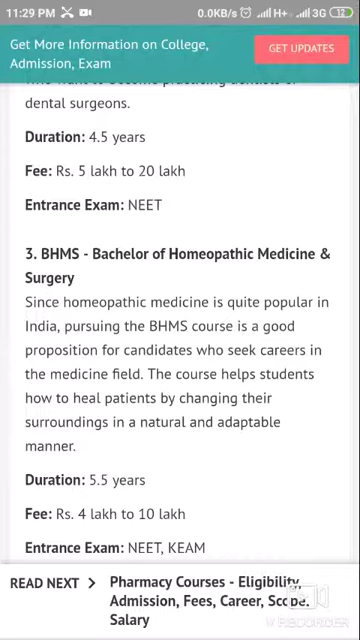 11:29 PM 0.0KB/s H+ 3G 30
Get More Information on College,
Admission, Exam
GET UPDATES
dental surgeons.
Duration: 4.5 years
Fee: Rs. 5 lakh to 20 lakh
Entrance Exam: NEET
3. BHMS - Bachelor of Homeopathic Medicine &
Surgery
Since homeopathic medicine is quite popular in
India, pursuing the BHMS course is a good
proposition for candidates who seek careers in
the medicine field. The course helps students
how to heal patients by changing their
surroundings in a natural and adaptable
manner.
Duration: 5.5 years
Fee: Rs. 4 lakh to 10 lakh
Entrance Exam: NEET, KEAM
READ NEXT > Pharmacy Courses - Eligibility,
Admission, Fees, Career, Scope,
Salary
V RECORDER